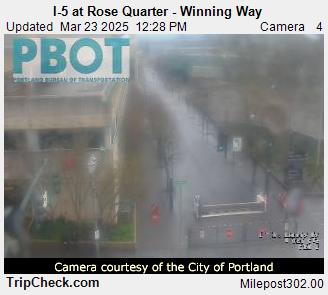 I-5 at Rose Quarter - Winning Way
Updated Mar 23 2025 12:28 PM Camera 4
PBOT
PORTLAND BUREAU OF TRANSPORTATION
Camera courtesy of the City of Portland
TripCheck.com Milepost302.00